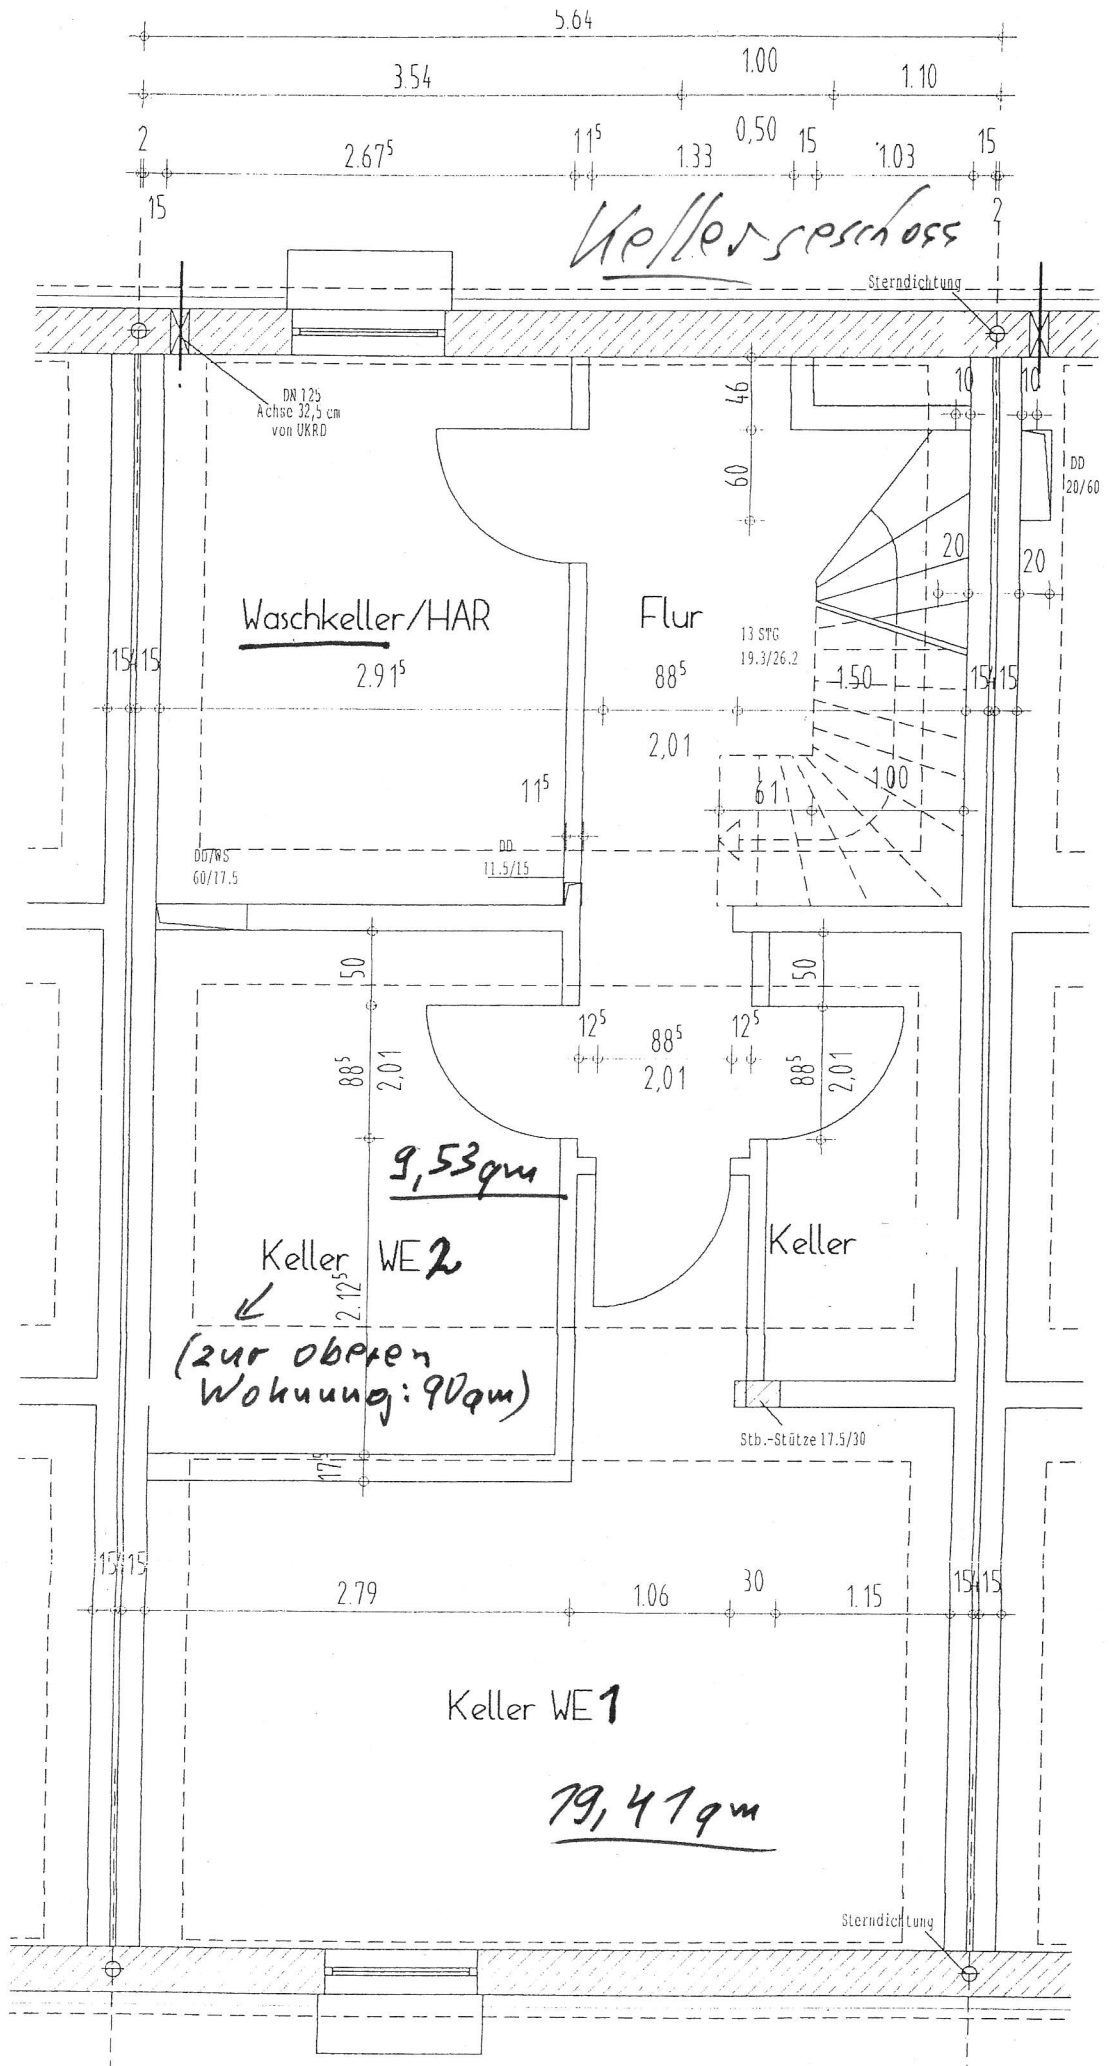 5.64
3.54
1.00
1.10
2
2.67⁵
11⁵
1.33
0,50
15
1.03
15
15
2
Kellergeschoss
Sterndichtung
DN 125
Achse 32,5 cm
von UKRD
46
60
10
10
DD
20/60
20
20
Waschkeller/HAR
Flur
13 STG
19.3/26.2
15
15
2.91⁵
88⁵
2,01
1.50
15
15
11⁵
61
100
DD/WS
60/17.5
DD
11.5/15
50
50
88⁵
2,01
12⁵
88⁵
2,01
12⁵
88⁵
2,01
9,53 qm
Keller WE 2
Keller
2.12⁵
(zur oberen
Wohnung: 90qm)
Stb.-Stütze 17.5/30
17⁵
15
15
2.79
1.06
30
1.15
15
15
Keller WE 1
19,41 qm
Sterndichtung